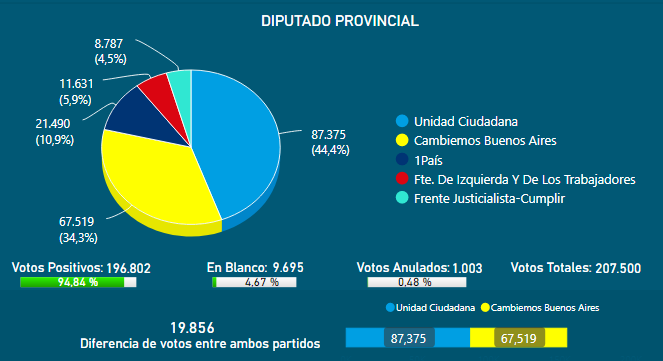 DIPUTADO PROVINCIAL
8.787
(4,5%)
11.631
(5,9%)
21.490
(10,9%)
67.519
(34,3%)
87.375
(44,4%)
Unidad Ciudadana
Cambiemos Buenos Aires
1País
Fte. De Izquierda Y De Los Trabajadores
Frente Justicialista-Cumplir
Votos Positivos: 196.802
94,84 %
En Blanco: 9.695
4,67 %
Votos Anulados: 1.003
0,48 %
Votos Totales: 207.500
Unidad Ciudadana Cambiemos Buenos Aires
19.856
Diferencia de votos entre ambos partidos
87,375 67,519